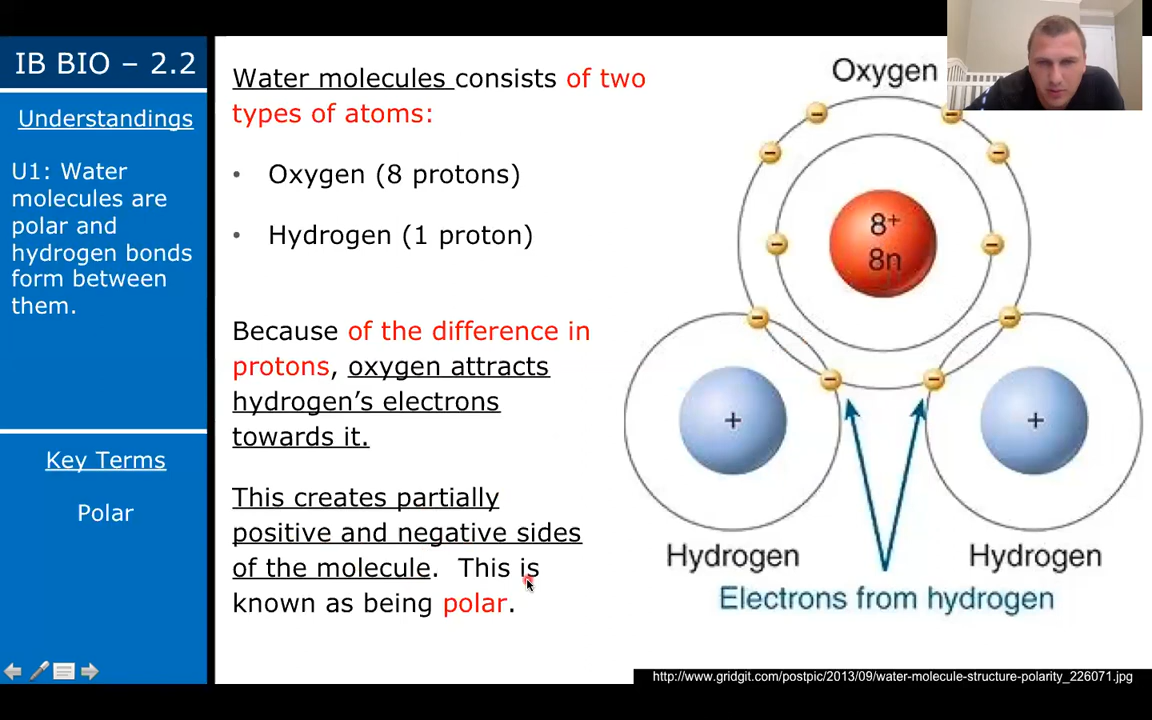 IB BIO – 2.2
Understandings
U1: Water
molecules are
polar and
hydrogen bonds
form between
them.
Key Terms
Polar
Water molecules consists of two
types of atoms:
• Oxygen (8 protons)
• Hydrogen (1 proton)
Because of the difference in
protons, oxygen attracts
hydrogen’s electrons
towards it.
This creates partially
positive and negative sides
of the molecule. This is
known as being polar.
Oxygen
8+
8n
+
+
Hydrogen
Hydrogen
Electrons from hydrogen
http://www.gridgit.com/postpic/2013/09/water-molecule-structure-polarity_226071.jpg